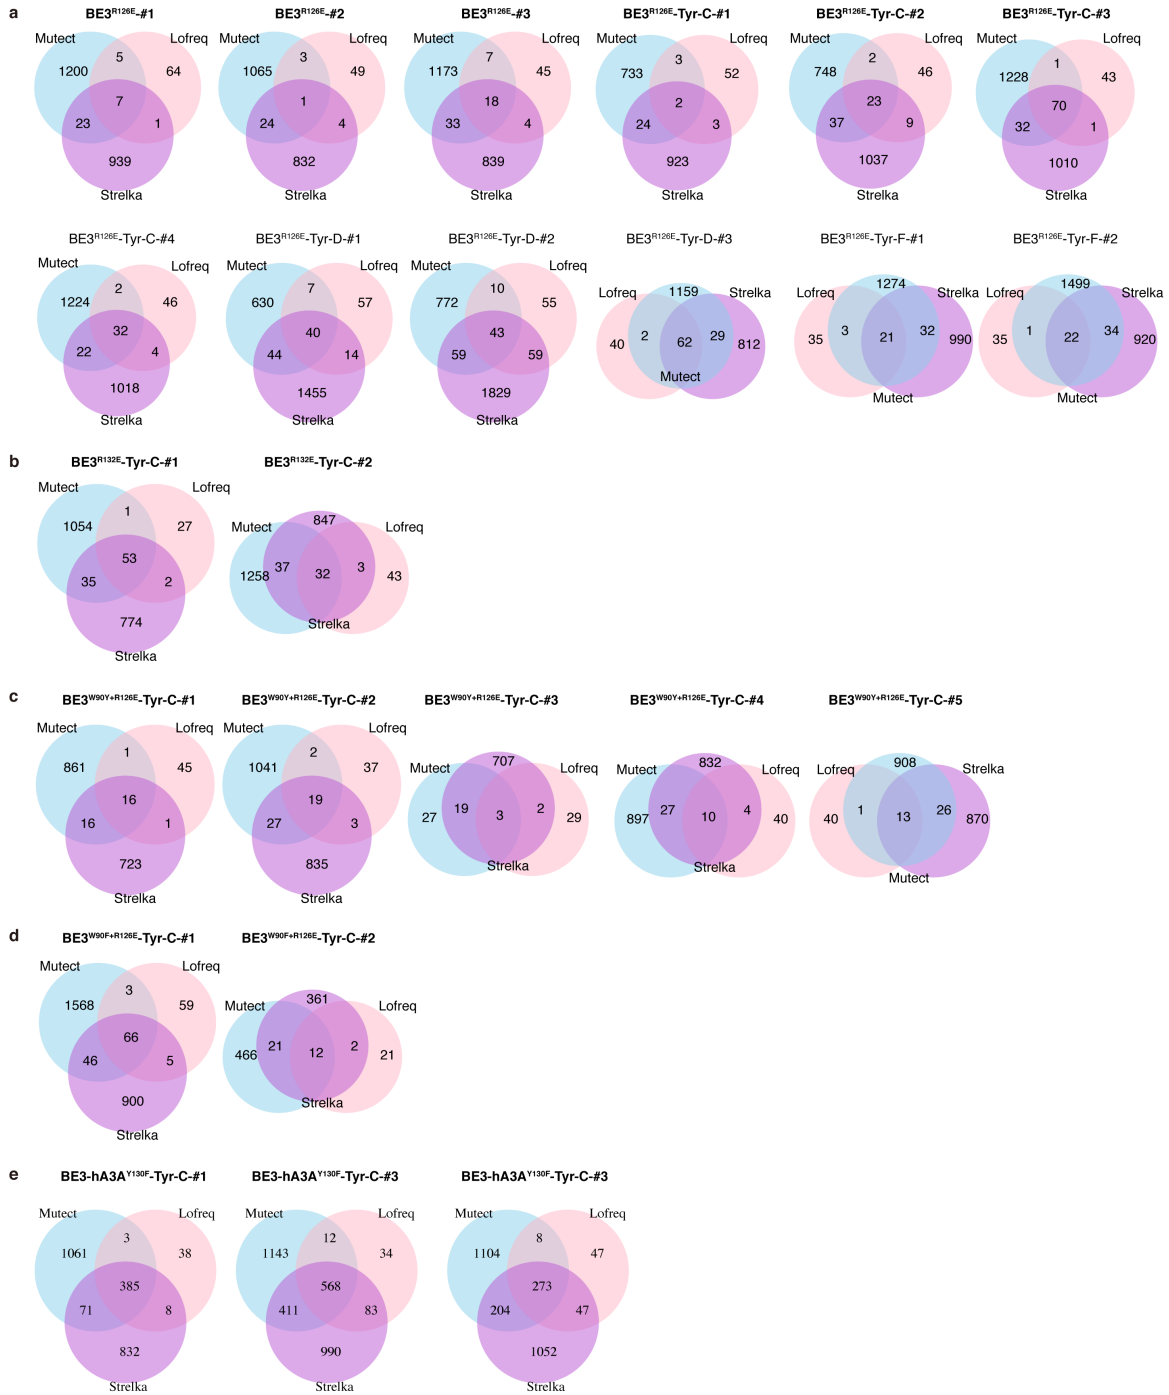 a
BE3R126E-#1
BE3R126E-#2
BE3R126E-#3
BE3R126E-Tyr-C-#1
BE3R126E-Tyr-C-#2
BE3R126E-Tyr-C-#3
Mutect 5 Lofreq
1200 64
7
23 1
939
Strelka
Mutect 3 Lofreq
1065 49
1
24 4
832
Strelka
Mutect 7 Lofreq
1173 45
18
33 4
839
Strelka
Mutect 3 Lofreq
733 52
2
24 3
923
Strelka
Mutect 2 Lofreq
748 46
23
37 9
1037
Strelka
Mutect 1 Lofreq
1228 43
70
32 1
1010
Strelka
BE3R126E-Tyr-C-#4
BE3R126E-Tyr-D-#1
BE3R126E-Tyr-D-#2
BE3R126E-Tyr-D-#3
BE3R126E-Tyr-F-#1
BE3R126E-Tyr-F-#2
Mutect Lofreq
1224 2 46
32
22 4
1018
Strelka
Mutect Lofreq
630 7 57
40
44 14
1455
Strelka
Mutect Lofreq
772 10 55
43
59 59
1829
Strelka
Lofreq 1159 Strelka
40 2 62 29 812
Mutect
Lofreq 1274 Strelka
35 3 21 32 990
Mutect
Lofreq 1499 Strelka
35 1 22 34 920
Mutect
b
BE3R132E-Tyr-C-#1
BE3R132E-Tyr-C-#2
Mutect Lofreq
1054 1 27
53
35 2
774
Strelka
Mutect 847 Lofreq
1258 37 32 3 43
Strelka
c
BE3W90Y+R126E-Tyr-C-#1
BE3W90Y+R126E-Tyr-C-#2
BE3W90Y+R126E-Tyr-C-#3
BE3W90Y+R126E-Tyr-C-#4
BE3W90Y+R126E-Tyr-C-#5
Mutect Lofreq
861 1 45
16
16 1
723
Strelka
Mutect Lofreq
1041 2 37
19
27 3
835
Strelka
Mutect 707 Lofreq
27 19 3 2 29
Strelka
Mutect 832 Lofreq
897 27 10 4 40
Strelka
Lofreq 908 Strelka
40 1 13 26 870
Mutect
d
BE3W90F+R126E-Tyr-C-#1
BE3W90F+R126E-Tyr-C-#2
Mutect Lofreq
1568 3 59
66
46 5
900
Strelka
Mutect 361 Lofreq
466 21 12 2 21
Strelka
e
BE3-hA3AY130F-Tyr-C-#1
BE3-hA3AY130F-Tyr-C-#3
BE3-hA3AY130F-Tyr-C-#3
Mutect Lofreq
1061 3 38
385
71 8
832
Strelka
Mutect Lofreq
1143 12 34
568
411 83
990
Strelka
Mutect Lofreq
1104 8 47
273
204 47
1052
Strelka